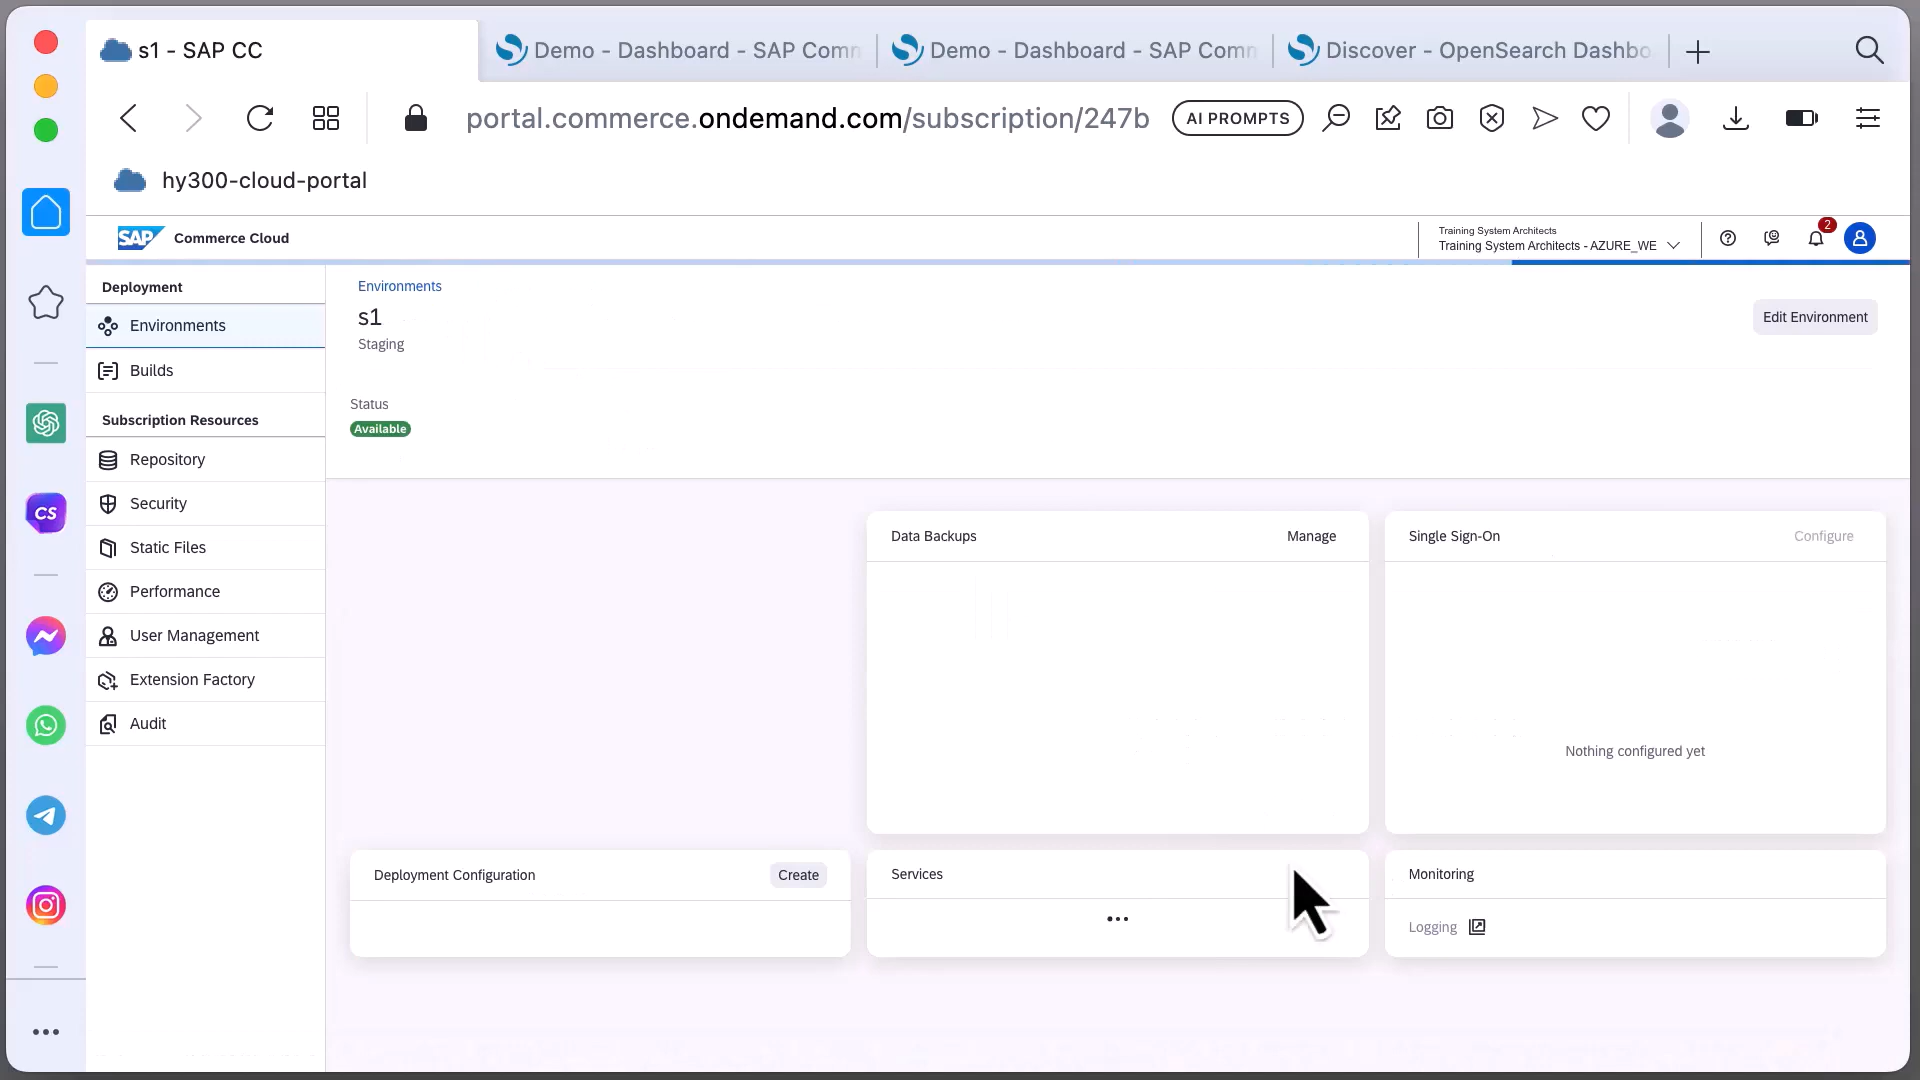 s1 - SAP CC
Demo - Dashboard - SAP Comm
Demo - Dashboard - SAP Comm
Discover - OpenSearch Dashbo
portal.commerce.ondemand.com/subscription/247b
AI PROMPTS
hy300-cloud-portal
SAP
Commerce Cloud
Training System Architects
Training System Architects - AZURE_WE
2
Deployment
Environments
Builds
Subscription Resources
Repository
Security
Static Files
Performance
User Management
Extension Factory
Audit
Environments
s1
Staging
Edit Environment
Status
Available
Data Backups
Manage
Single Sign-On
Configure
Nothing configured yet
Deployment Configuration
Create
Services
Monitoring
Logging
CS